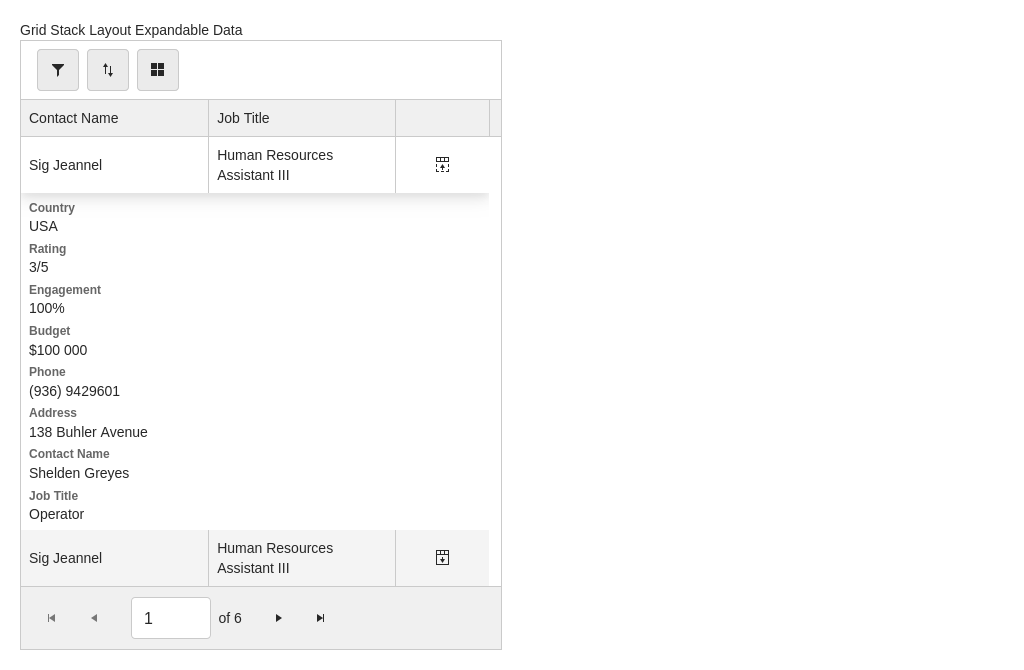 Grid Stack Layout Expandable Data
Contact Name Job Title
Sig Jeannel Human Resources
Assistant III
Country
USA
Rating
3/5
Engagement
100%
Budget
$100 000
Phone
(936) 9429601
Address
138 Buhler Avenue
Contact Name
Shelden Greyes
Job Title
Operator
Sig Jeannel Human Resources
Assistant III
1 of 6